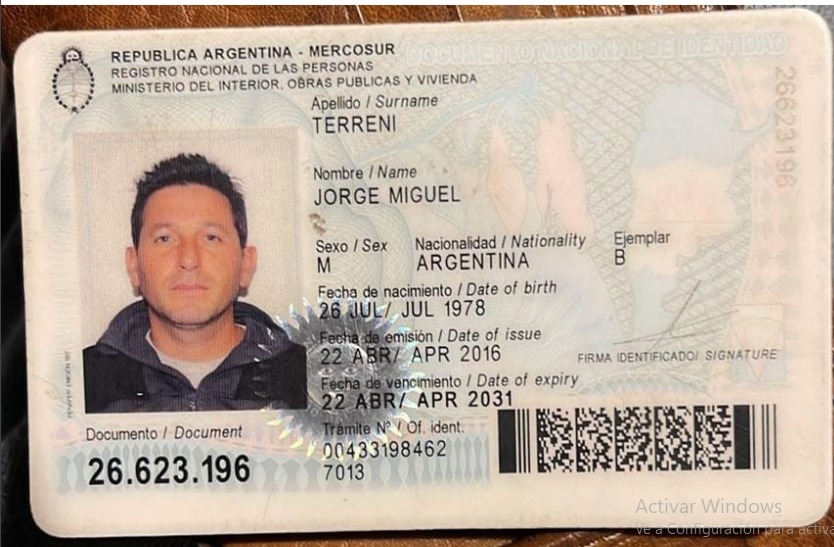 REPUBLICA ARGENTINA - MERCOSUR
REGISTRO NACIONAL DE LAS PERSONAS
MINISTERIO DEL INTERIOR, OBRAS PUBLICAS Y VIVIENDA
DOCUMENTO NACIONAL DE IDENTIDAD
26623196
Apellido / Surname
TERRENI
Nombre / Name
JORGE MIGUEL
Sexo / Sex Nacionalidad / Nationality Ejemplar
M ARGENTINA B
Fecha de nacimiento / Date of birth
26 JUL/ JUL 1978
Fecha de emisión / Date of issue
22 ABR/ APR 2016
FIRMA IDENTIFICADO/ SIGNATURE
Fecha de vencimiento / Date of expiry
22 ABR/ APR 2031
Documento / Document
26.623.196
Trámite Nº / Of. ident.
00433198462
7013
Activar Windows
Ve a Configuración para activa